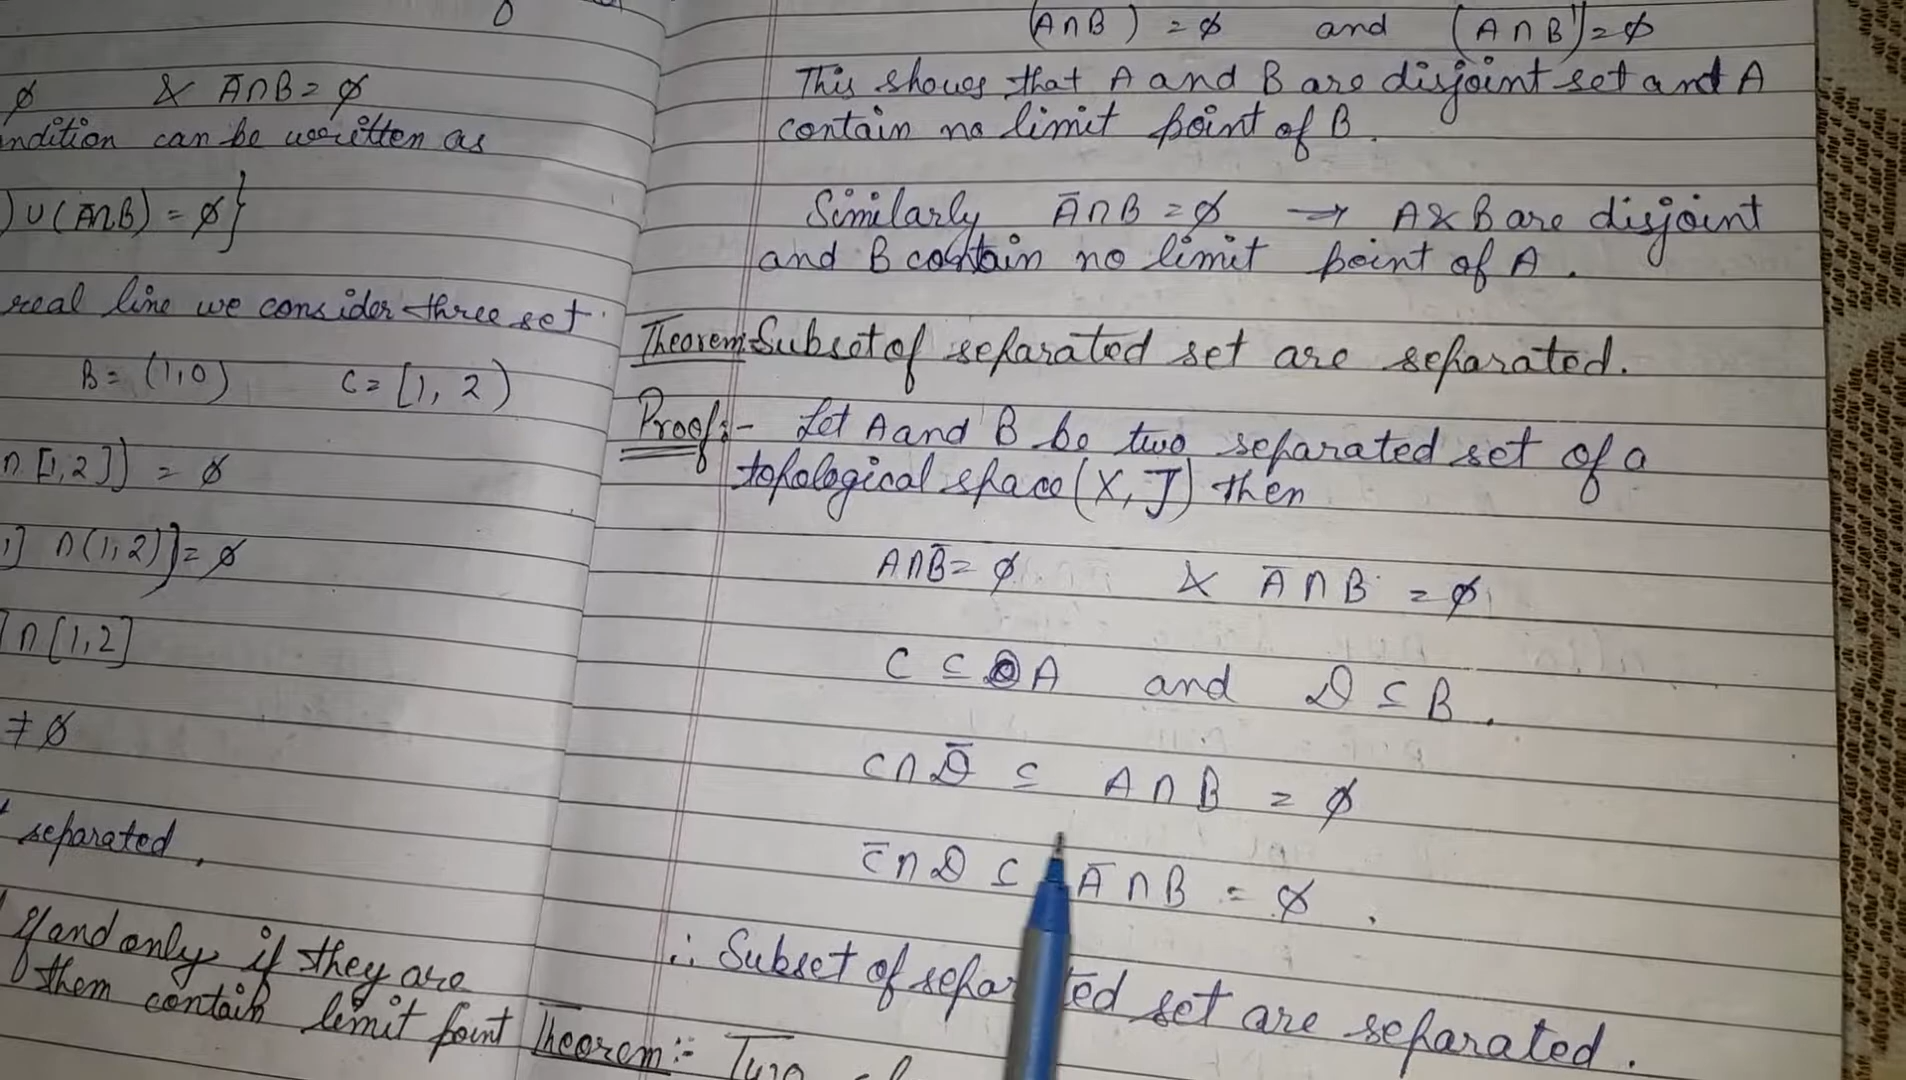 φ & A̅∩B = φ
ndition can be written as
) ∪ (A̅∩B) = φ}
real line we consider three set
B = (1,0) C = [1, 2)
∩ [1,2]} = φ
1] ∩ (1,2)} = φ
] ∩ [1,2]
≠ φ
separated,
if and only if they are
them contain limit point
(A∩B) = φ and (A∩B')=φ
This shows that A and B are disjoint set and A
contain no limit point of B.
Similarly A̅∩B = φ → A & B are disjoint
and B contain no limit point of A.
Theorem: Subset of separated set are separated.
Proof:- Let A and B be two separated set of a
topological space (X, J) then
A∩B̅ = φ & A̅∩B = φ
C ⊆ A and D ⊆ B.
C∩D̅ ⊆ A∩B = φ
C̅∩D ⊆ A̅∩B = φ.
∴ Subset of separated set are separated.
Theorem:- Two